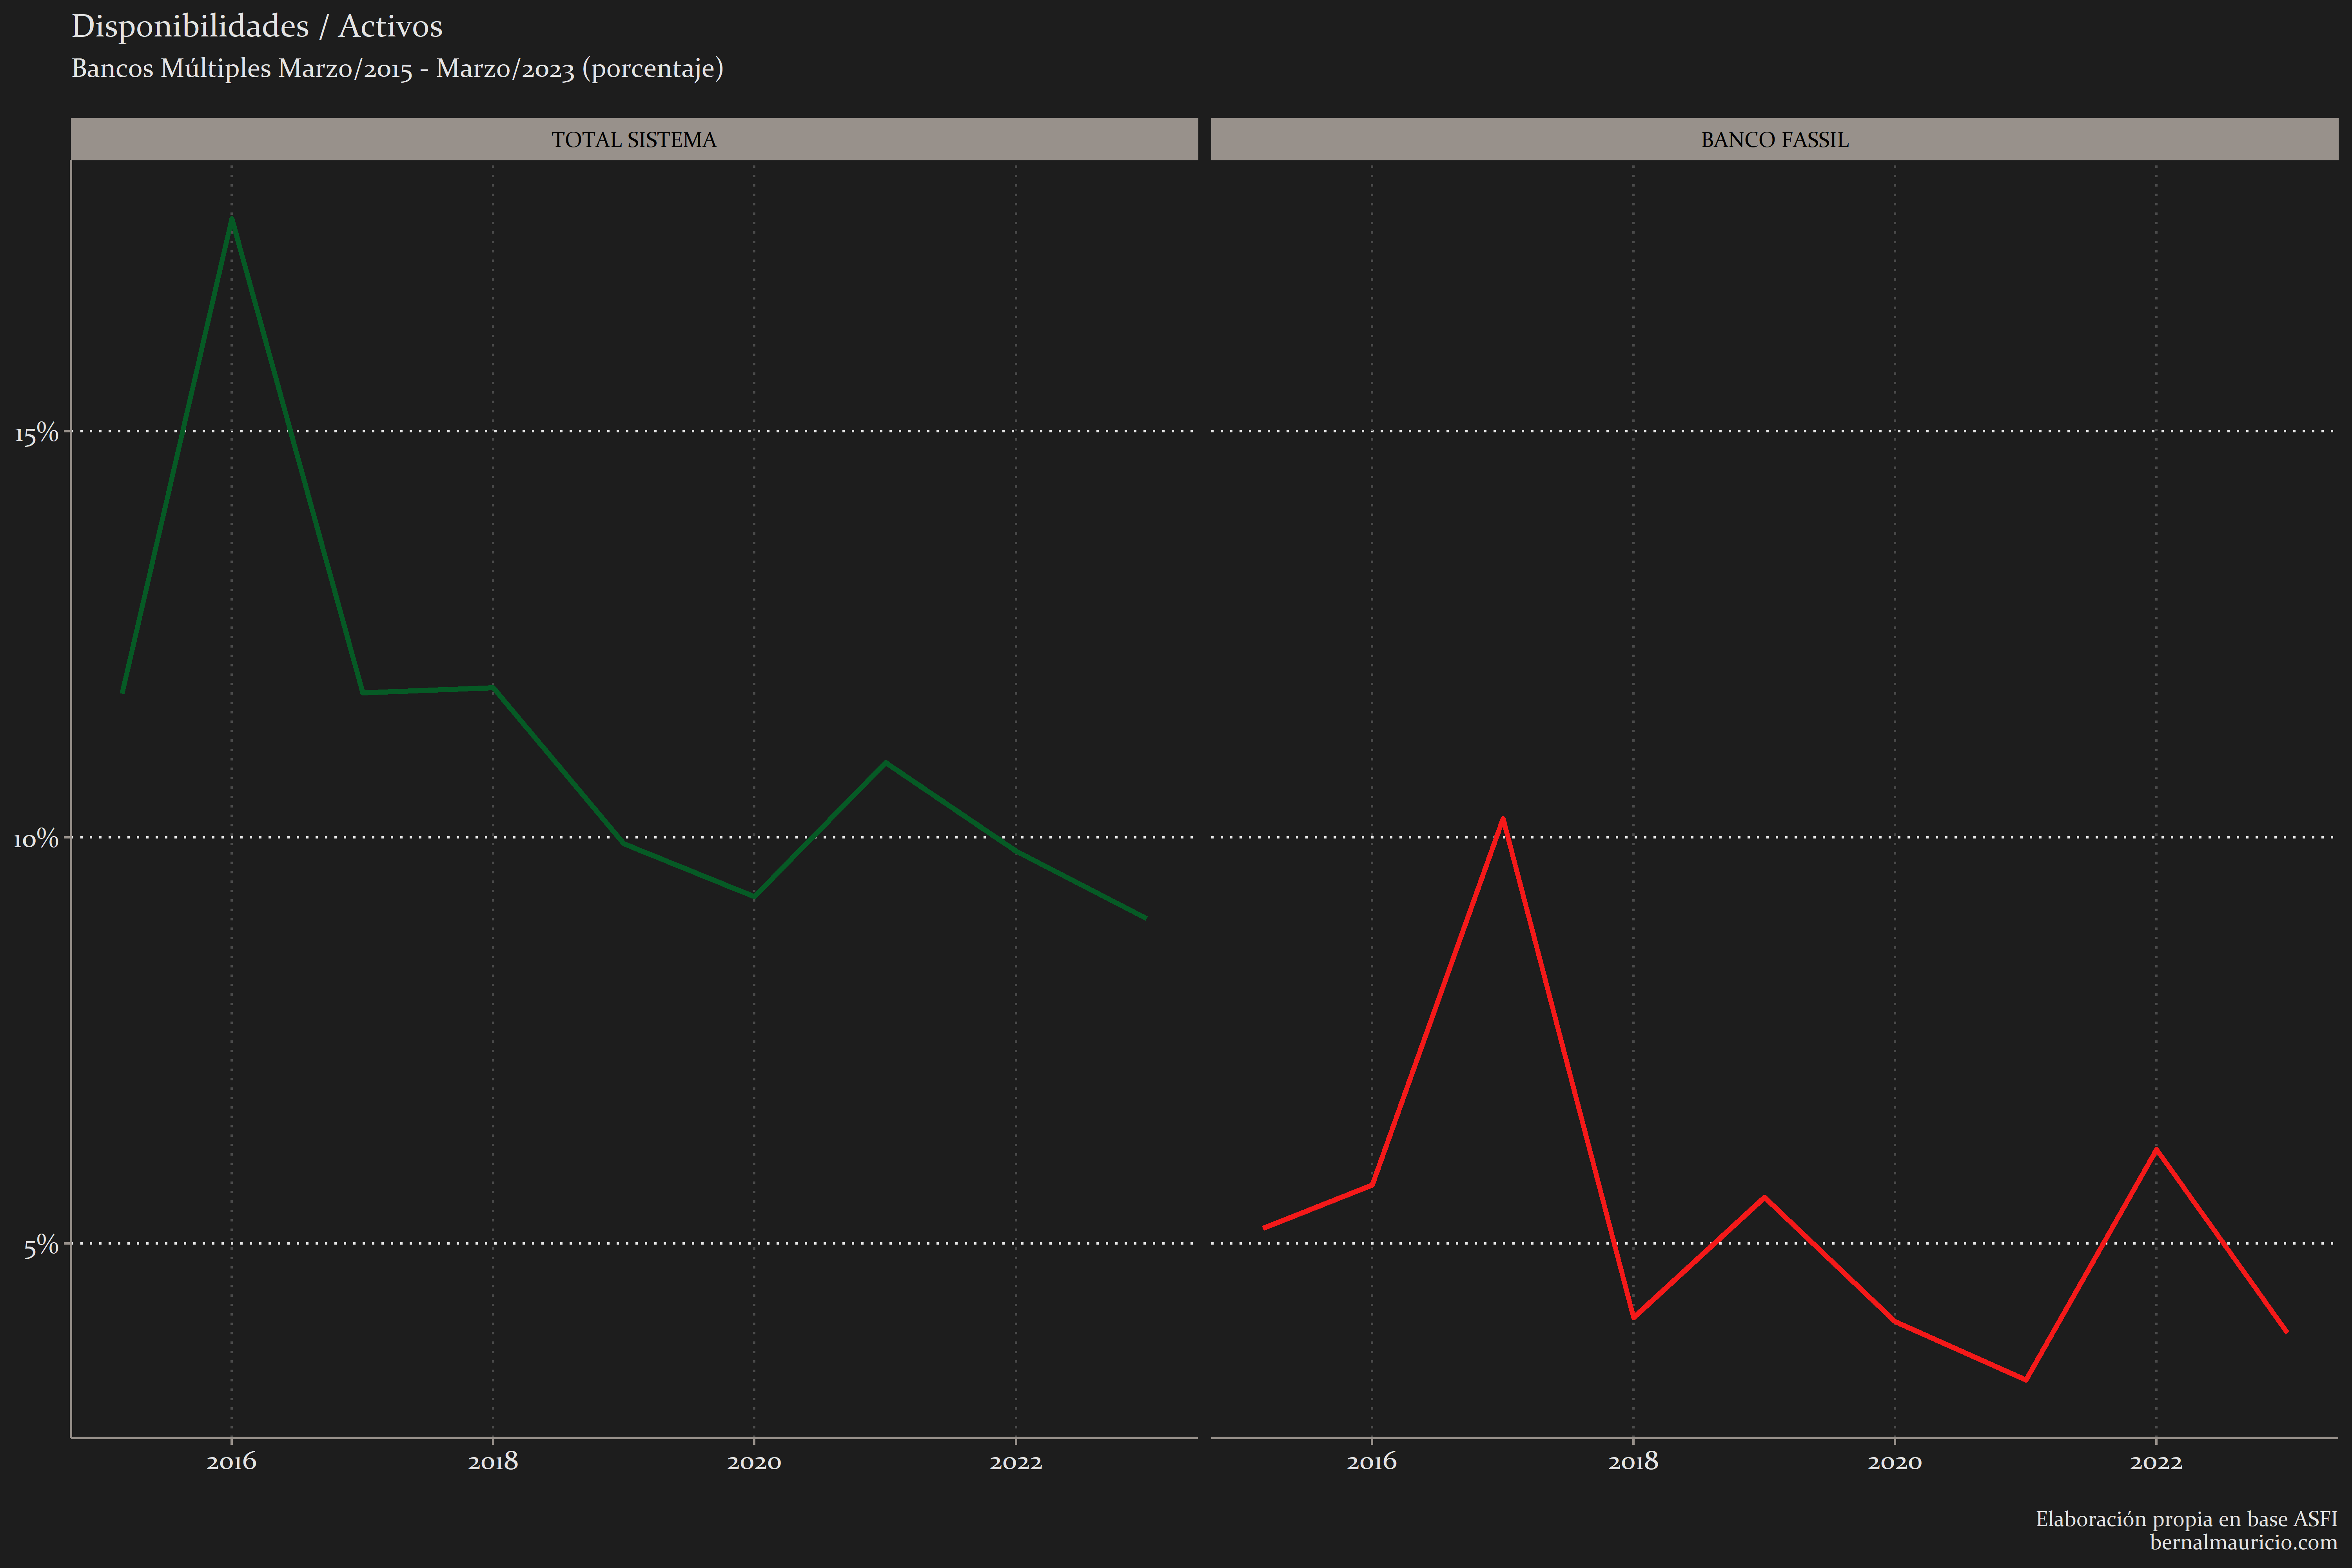 Disponibilidades / Activos
Bancos Múltiples Marzo/2015 - Marzo/2023 (porcentaje)
TOTAL SISTEMA
BANCO FASSIL
15%
10%
5%
2016
2018
2020
2022
2016
2018
2020
2022
Elaboración propia en base ASFI
bernalmauricio.com